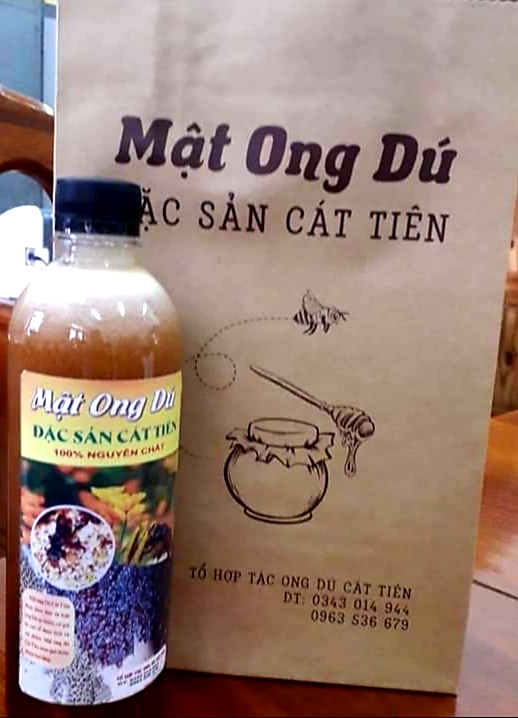 Mật Ong Dú
ĐẶC SẢN CÁT TIÊN
TỔ HỢP TÁC ONG DÚ CÁT TIÊN
ĐT: 0343 014 944
0963 536 679
Mật Ong Dú
ĐẶC SẢN CÁT TIÊN
100% NGUYÊN CHẤT